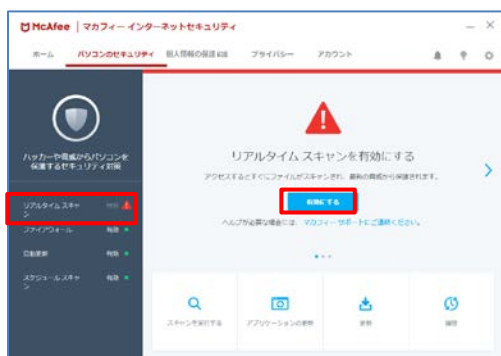 McAfee | マカフィー インターネットセキュリティ
ホーム パソコンのセキュリティ 個人情報の保護 プライバシー アカウント
ハッカーや脅威からパソコンを
保護するセキュリティ対策
リアルタイム スキャ
ン
ファイアウォール 有効
自動更新 有効
スケジュール スキャ 有効
ン
リアルタイム スキャンを有効にする
アクセスするとすぐにファイルがスキャンされ、最新の脅威から保護されます。
有効にする
ヘルプが必要な場合には、マカフィー サポートにご連絡ください。
スキャンを実行する アプリケーションの更新 更新 履歴